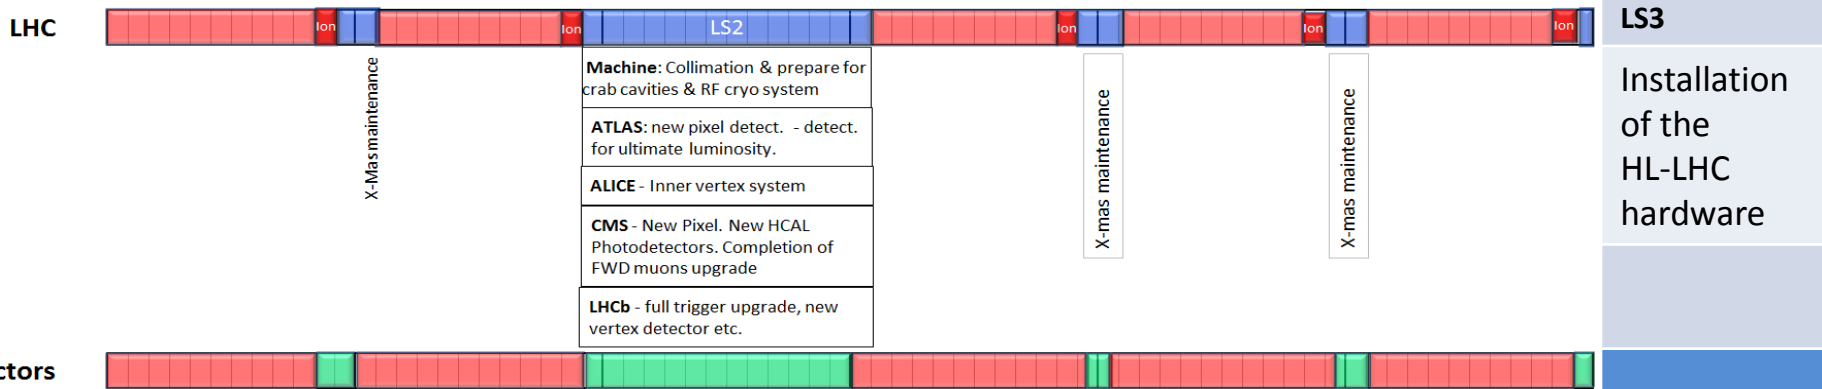 LHC
Ion
Ion
LS2
Ion
Ion
Ion
LS3
X-Mas maintenance
Machine: Collimation & prepare for
crab cavities & RF cryo system
ATLAS: new pixel detect. - detect.
for ultimate luminosity.
ALICE - Inner vertex system
CMS - New Pixel. New HCAL
Photodetectors. Completion of
FWD muons upgrade
LHCb - full trigger upgrade, new
vertex detector etc.
X-mas maintenance
X-mas maintenance
Installation
of the
HL-LHC
hardware
ctors